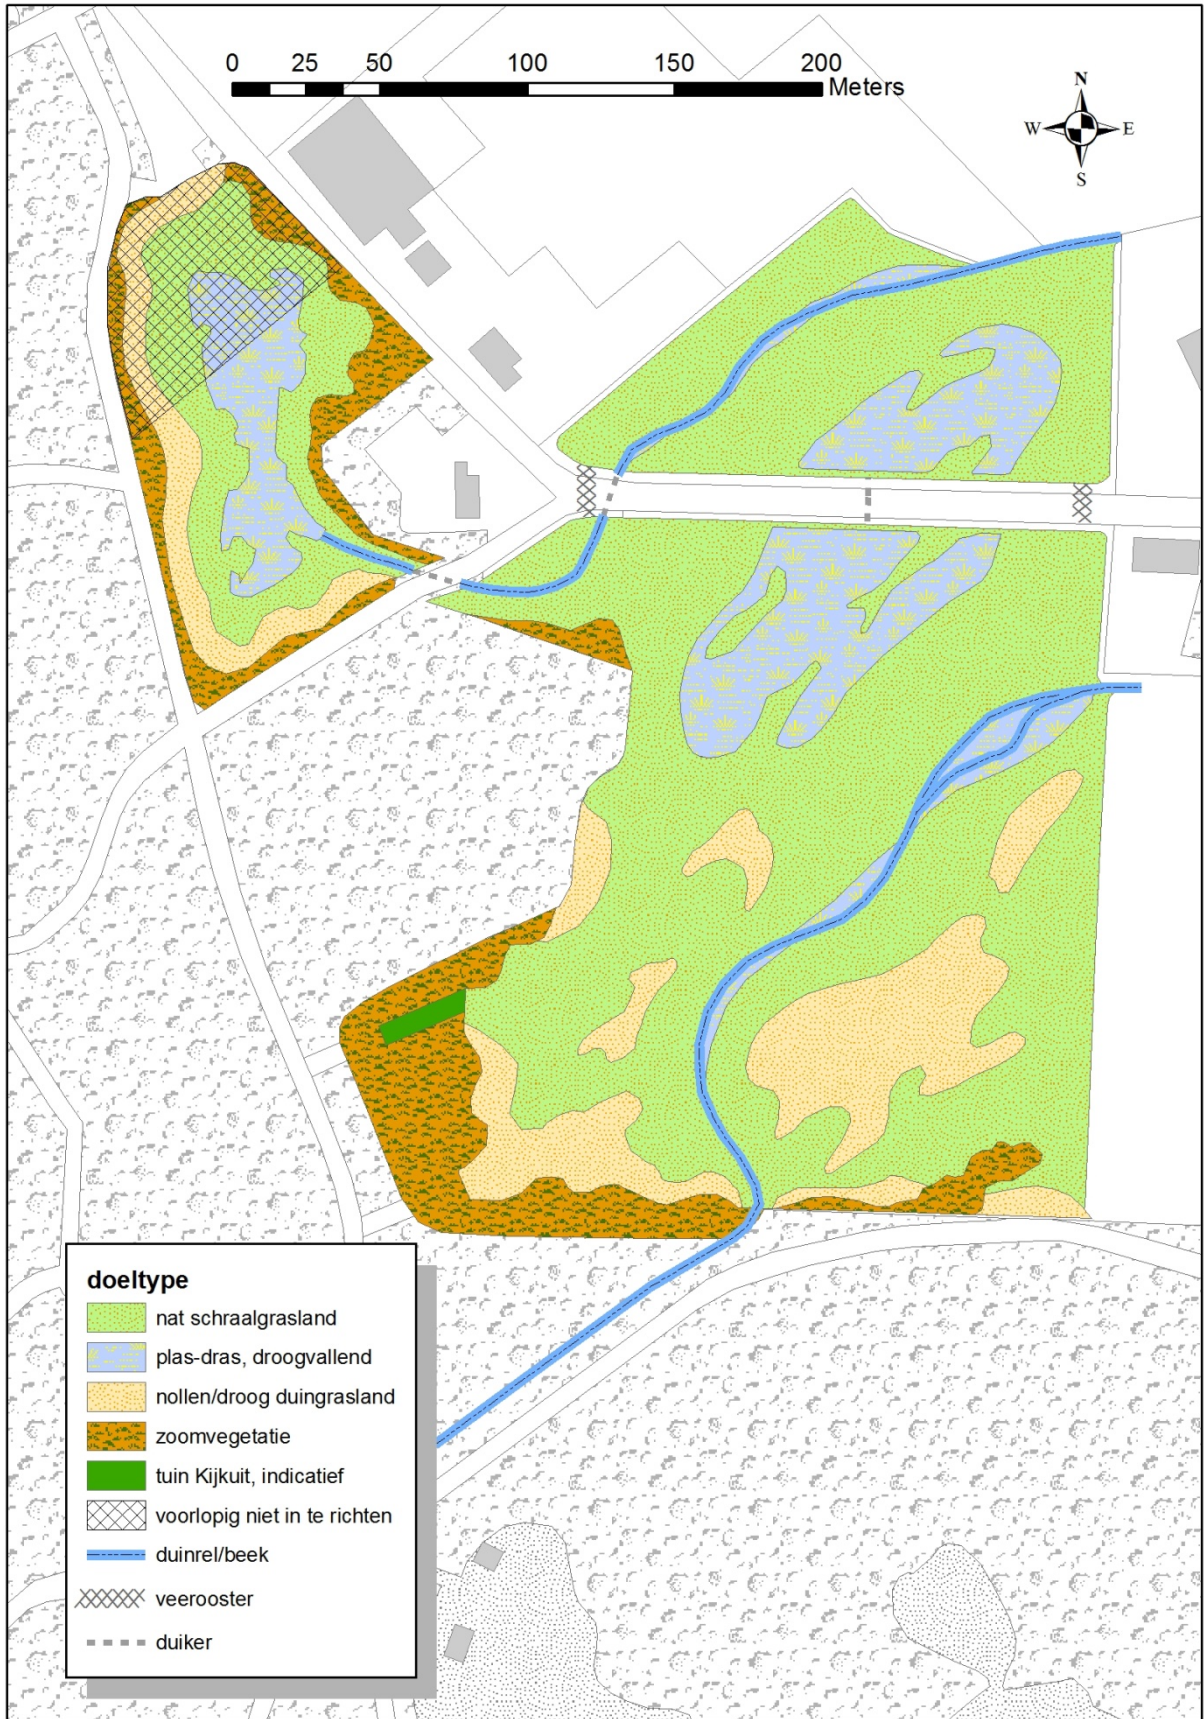 0 25 50 100 150 200
Meters
N
W E
S
doeltype
nat schraalgrasland
plas-dras, droogvallend
nollen/droog duingrasland
zoomvegetatie
tuin Kijkuit, indicatief
voorlopig niet in te richten
duinrel/beek
veerooster
duiker